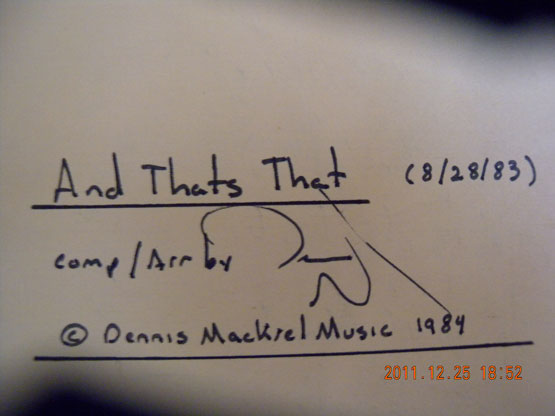 And Thats That (8/28/83)
comp/Arr by
© Dennis Mackrel Music 1984
2011.12.25 18:52